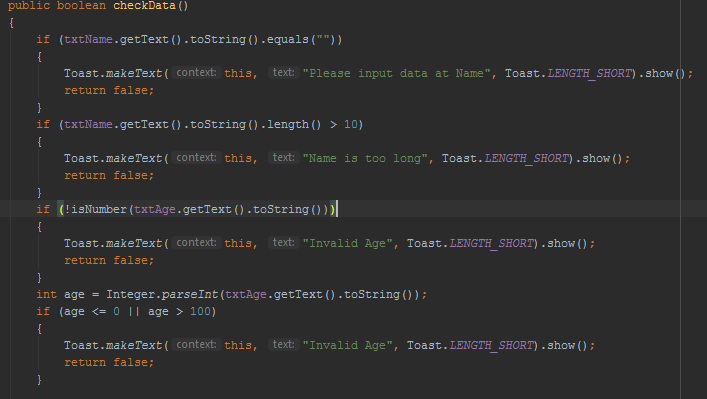 public boolean checkData()
{
if (txtName.getText().toString().equals(""))
{
Toast.makeText( context: this, text: "Please input data at Name", Toast.LENGTH_SHORT).show();
return false;
}
if (txtName.getText().toString().length() > 10)
{
Toast.makeText( context: this, text: "Name is too long", Toast.LENGTH_SHORT).show();
return false;
}
if (!isNumber(txtAge.getText().toString()))
{
Toast.makeText( context: this, text: "Invalid Age", Toast.LENGTH_SHORT).show();
return false;
}
int age = Integer.parseInt(txtAge.getText().toString());
if (age <= 0 || age > 100)
{
Toast.makeText( context: this, text: "Invalid Age", Toast.LENGTH_SHORT).show();
return false;
}